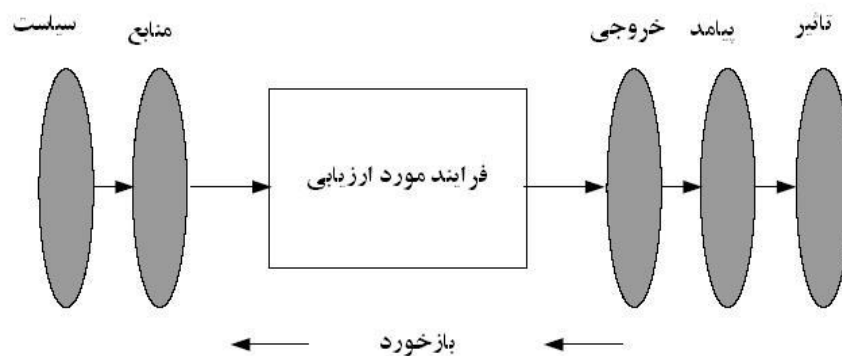 سیاست
منابع
خروجی
پیامد
تاثیر
فرایند مورد ارزیابی
بازخورد